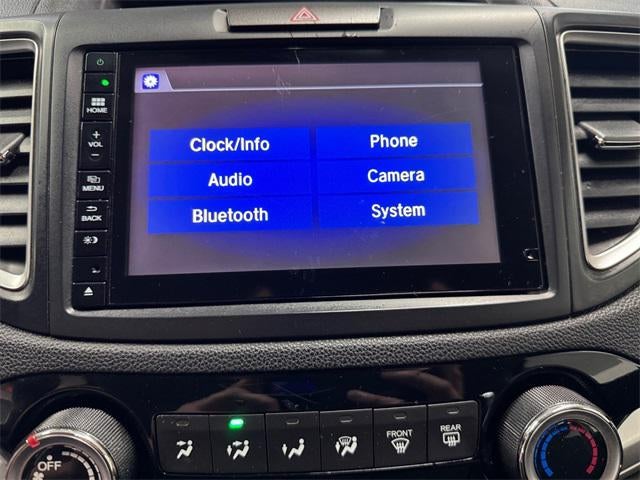 HOME
+
VOL
−
MENU
BACK
Clock/Info Phone
Audio Camera
Bluetooth System
OFF
FRONT
REAR